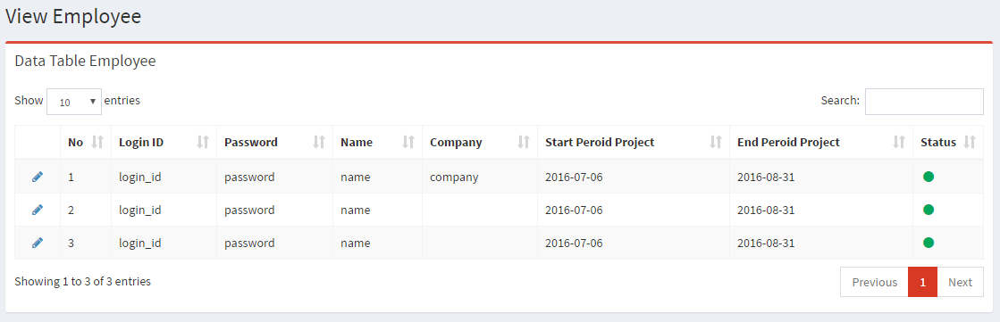 View Employee
Data Table Employee
Show 10 entries Search:
No Login ID Password Name Company Start Peroid Project End Peroid Project Status
1 login_id password name company 2016-07-06 2016-08-31
2 login_id password name 2016-07-06 2016-08-31
3 login_id password name 2016-07-06 2016-08-31
Showing 1 to 3 of 3 entries Previous 1 Next